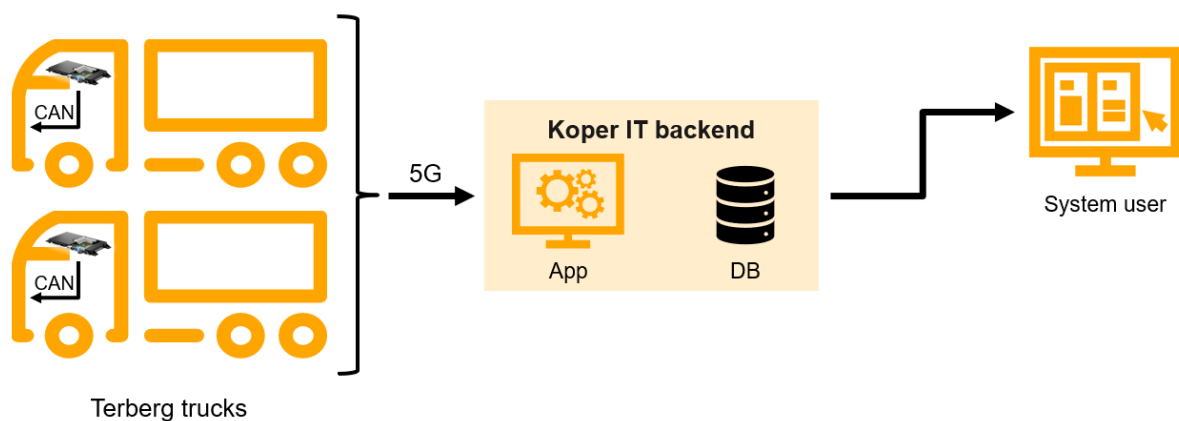 CAN
CAN
Terberg trucks
5G
Koper IT backend
App
DB
System user